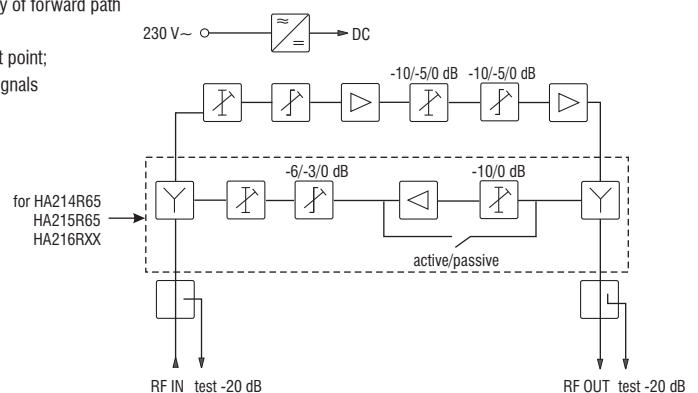 y of forward path
t point;
gnals
230 V~
DC
-10/-5/0 dB -10/-5/0 dB
-6/-3/0 dB
-10/0 dB
for HA214R65
HA215R65
HA216RXX
active/passive
RF IN test -20 dB
RF OUT test -20 dB